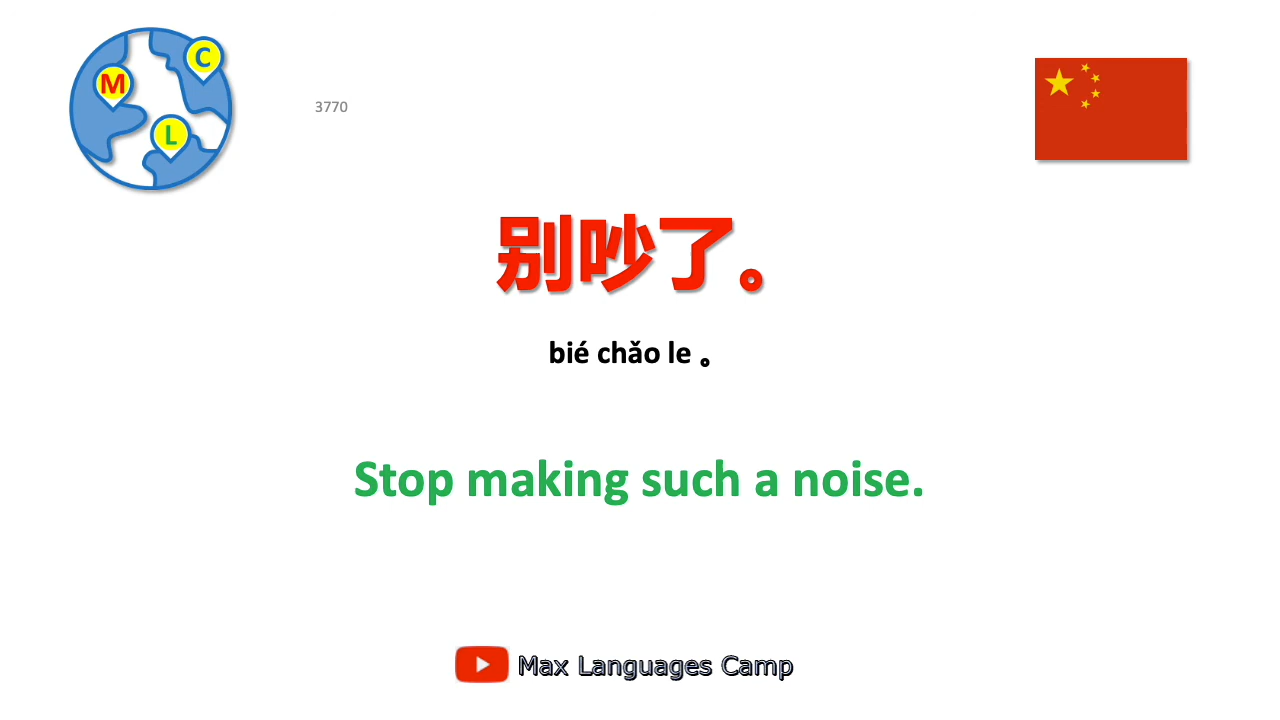 C
M
L
3770
别吵了。
bié chǎo le 。
Stop making such a noise.
Max Languages Camp